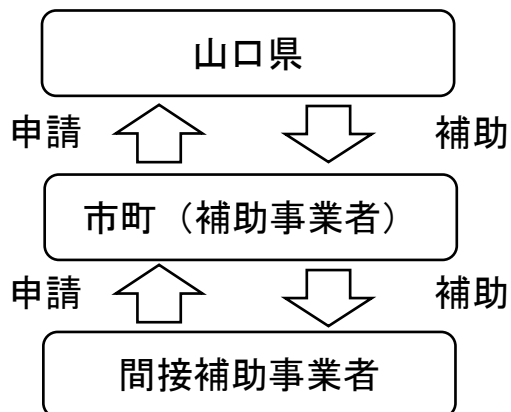 山口県
申請
補助
市町（補助事業者）
申請
補助
間接補助事業者